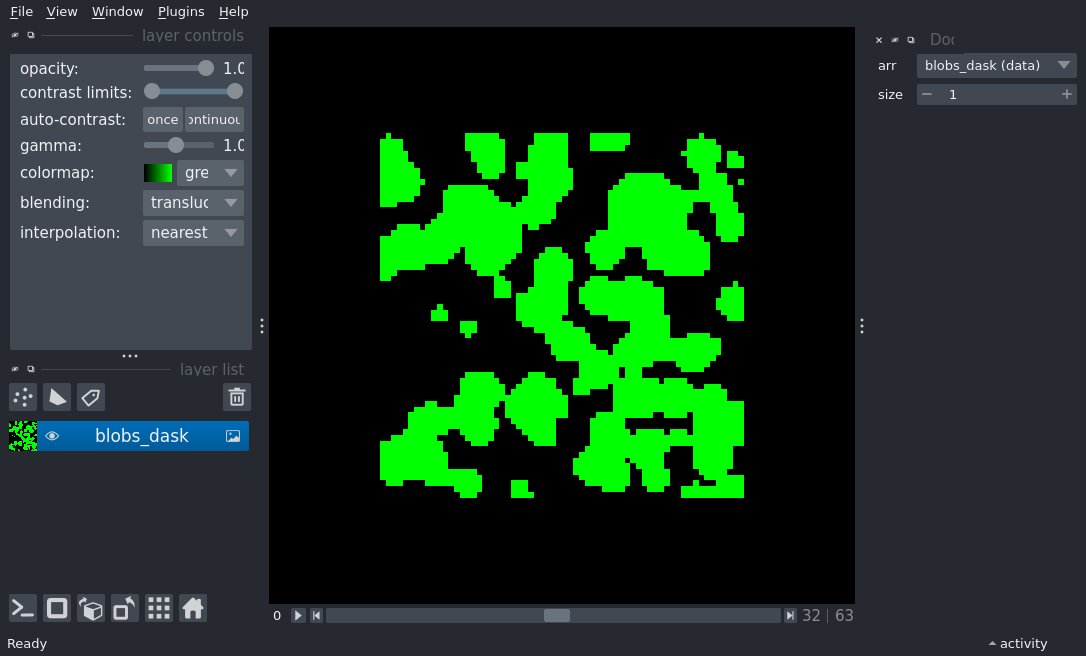 File View Window Plugins Help
layer controls
opacity: 1.0
contrast limits:
auto-contrast: once ontinuou
gamma: 1.0
colormap: gre
blending: transluc
interpolation: nearest
layer list
blobs_dask
0 32 | 63
Ready
Doc
arr blobs_dask (data)
size 1
activity